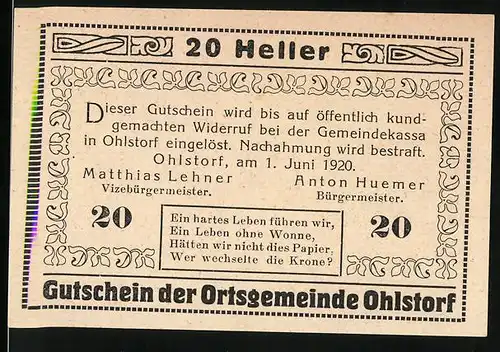 20 Heller
Dieser Gutschein wird bis auf öffentlich kund-
gemachten Widerruf bei der Gemeindekassa
in Ohlstorf eingelöst. Nachahmung wird bestraft.
Ohlstorf, am 1. Juni 1920.
Matthias Lehner Anton Huemer
Vizebürgermeister. Bürgermeister.
20 20
Ein hartes Leben führen wir,
Ein Leben ohne Wonne,
Hätten wir nicht dies Papier,
Wer wechselte die Krone?
Gutschein der Ortsgemeinde Ohlstorf